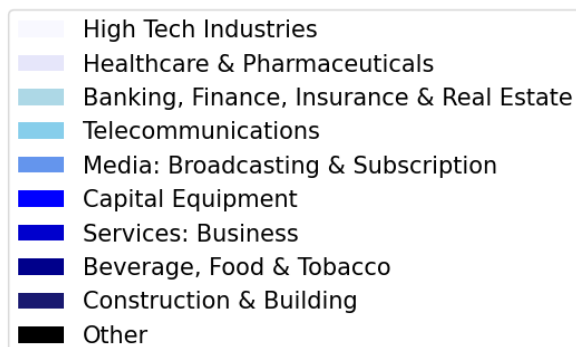 High Tech Industries
Healthcare & Pharmaceuticals
Banking, Finance, Insurance & Real Estate
Telecommunications
Media: Broadcasting & Subscription
Capital Equipment
Services: Business
Beverage, Food & Tobacco
Construction & Building
Other